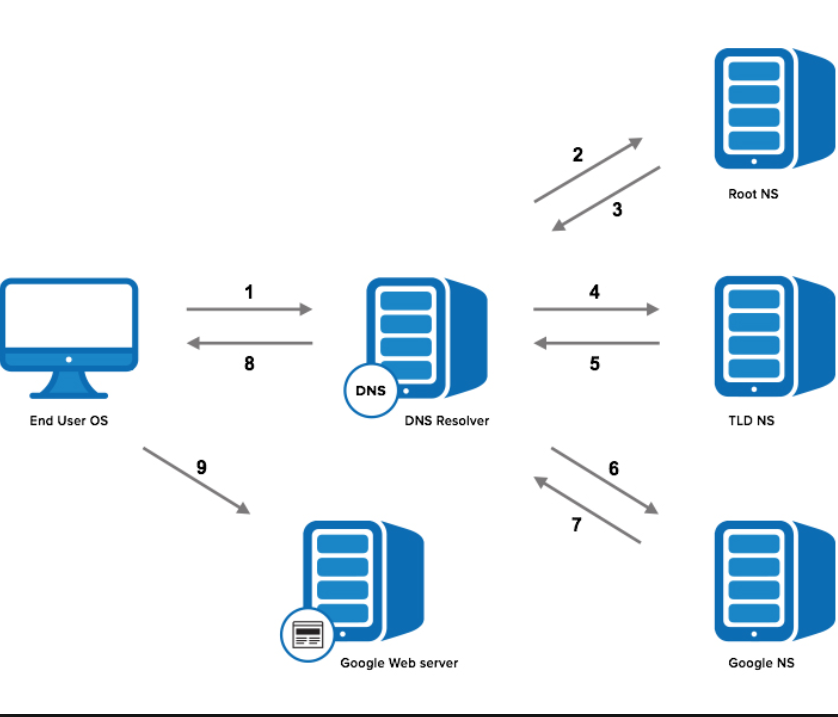 2
Root NS
3
1
4
8
5
DNS
End User OS
DNS Resolver
TLD NS
9
6
7
Google Web server
Google NS